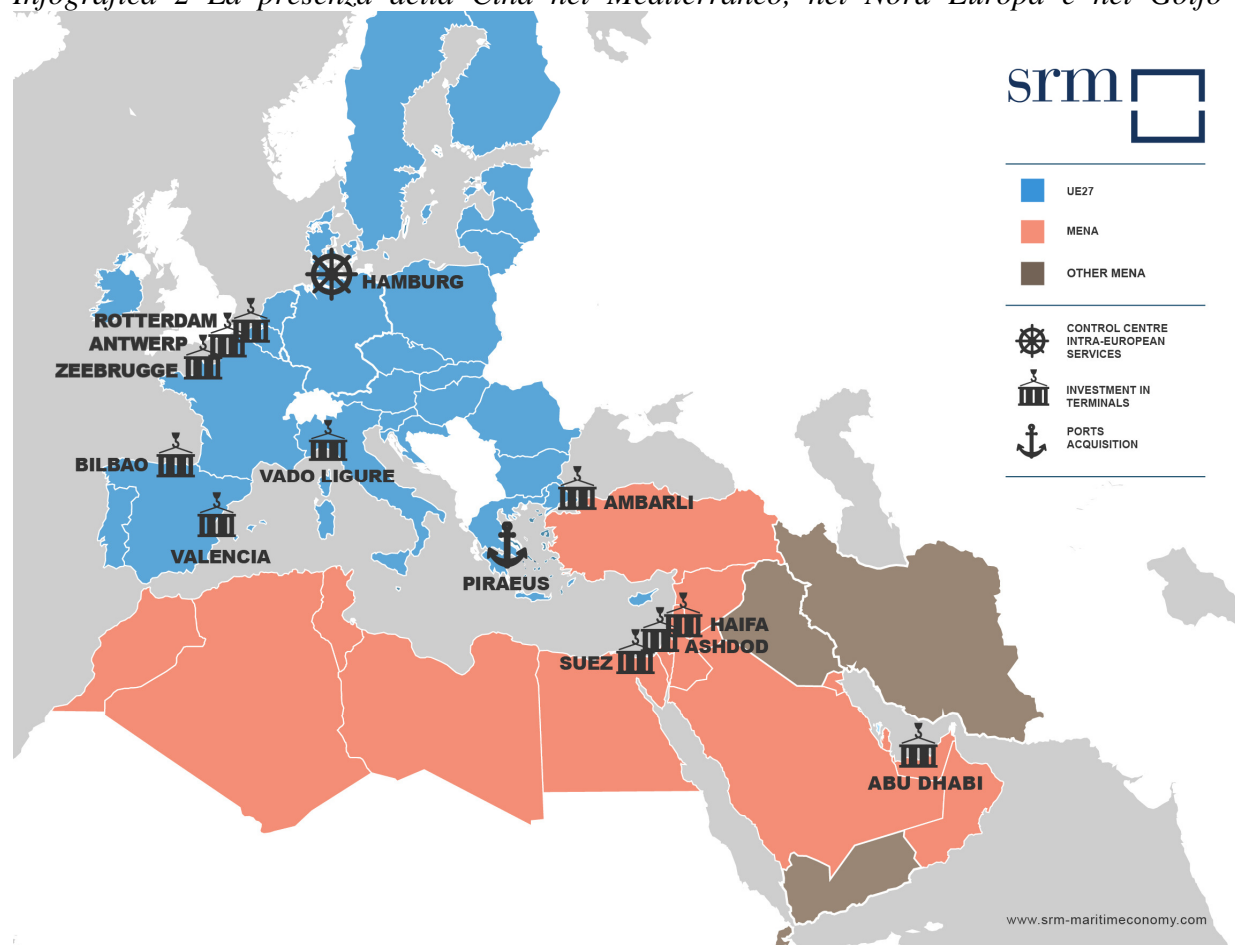 Infografica 2 La presenza della Cina nel Mediterraneo, nel Nord Europa e nel Golfo
srm
UE27
MENA
OTHER MENA
CONTROL CENTRE
INTRA-EUROPEAN
SERVICES
INVESTMENT IN
TERMINALS
PORTS
ACQUISITION
HAMBURG
ROTTERDAM
ANTWERP
ZEEBRUGGE
BILBAO
VADO LIGURE
VALENCIA
AMBARLI
PIRAEUS
HAIFA
ASHDOD
SUEZ
ABU DHABI
www.srm-maritimeconomy.com